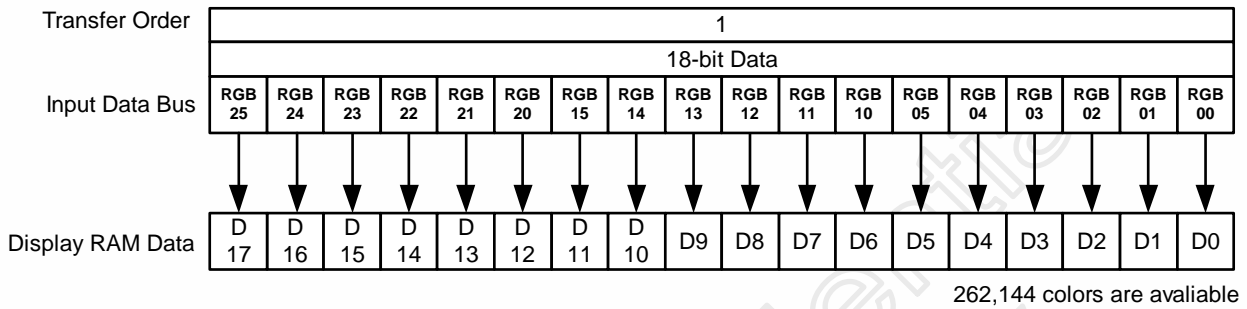 Transfer Order 1
18-bit Data
Input Data Bus RGB 25 RGB 24 RGB 23 RGB 22 RGB 21 RGB 20 RGB 15 RGB 14 RGB 13 RGB 12 RGB 11 RGB 10 RGB 05 RGB 04 RGB 03 RGB 02 RGB 01 RGB 00
Display RAM Data D 17 D 16 D 15 D 14 D 13 D 12 D 11 D 10 D9 D8 D7 D6 D5 D4 D3 D2 D1 D0
262,144 colors are avaliable